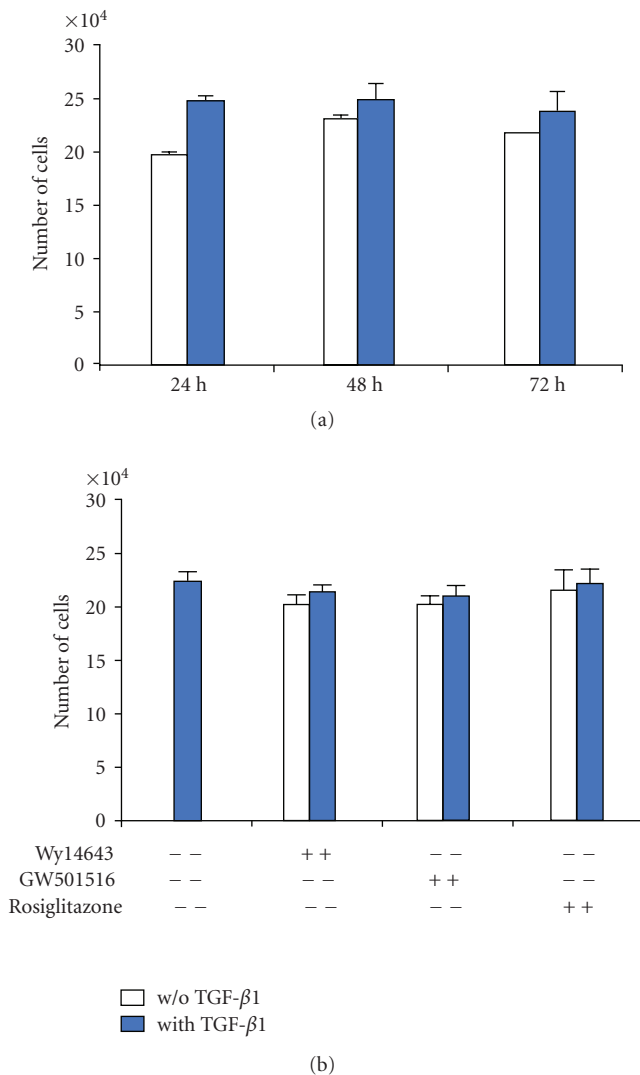 ×10⁴
30
25
20
15
10
5
0
Number of cells
24 h 48 h 72 h
(a)
×10⁴
30
25
20
15
10
5
0
Number of cells
Wy14643 − − + + − − − −
GW501516 − − − − + + − −
Rosiglitazone − − − − − − + +
w/o TGF-β1
with TGF-β1
(b)